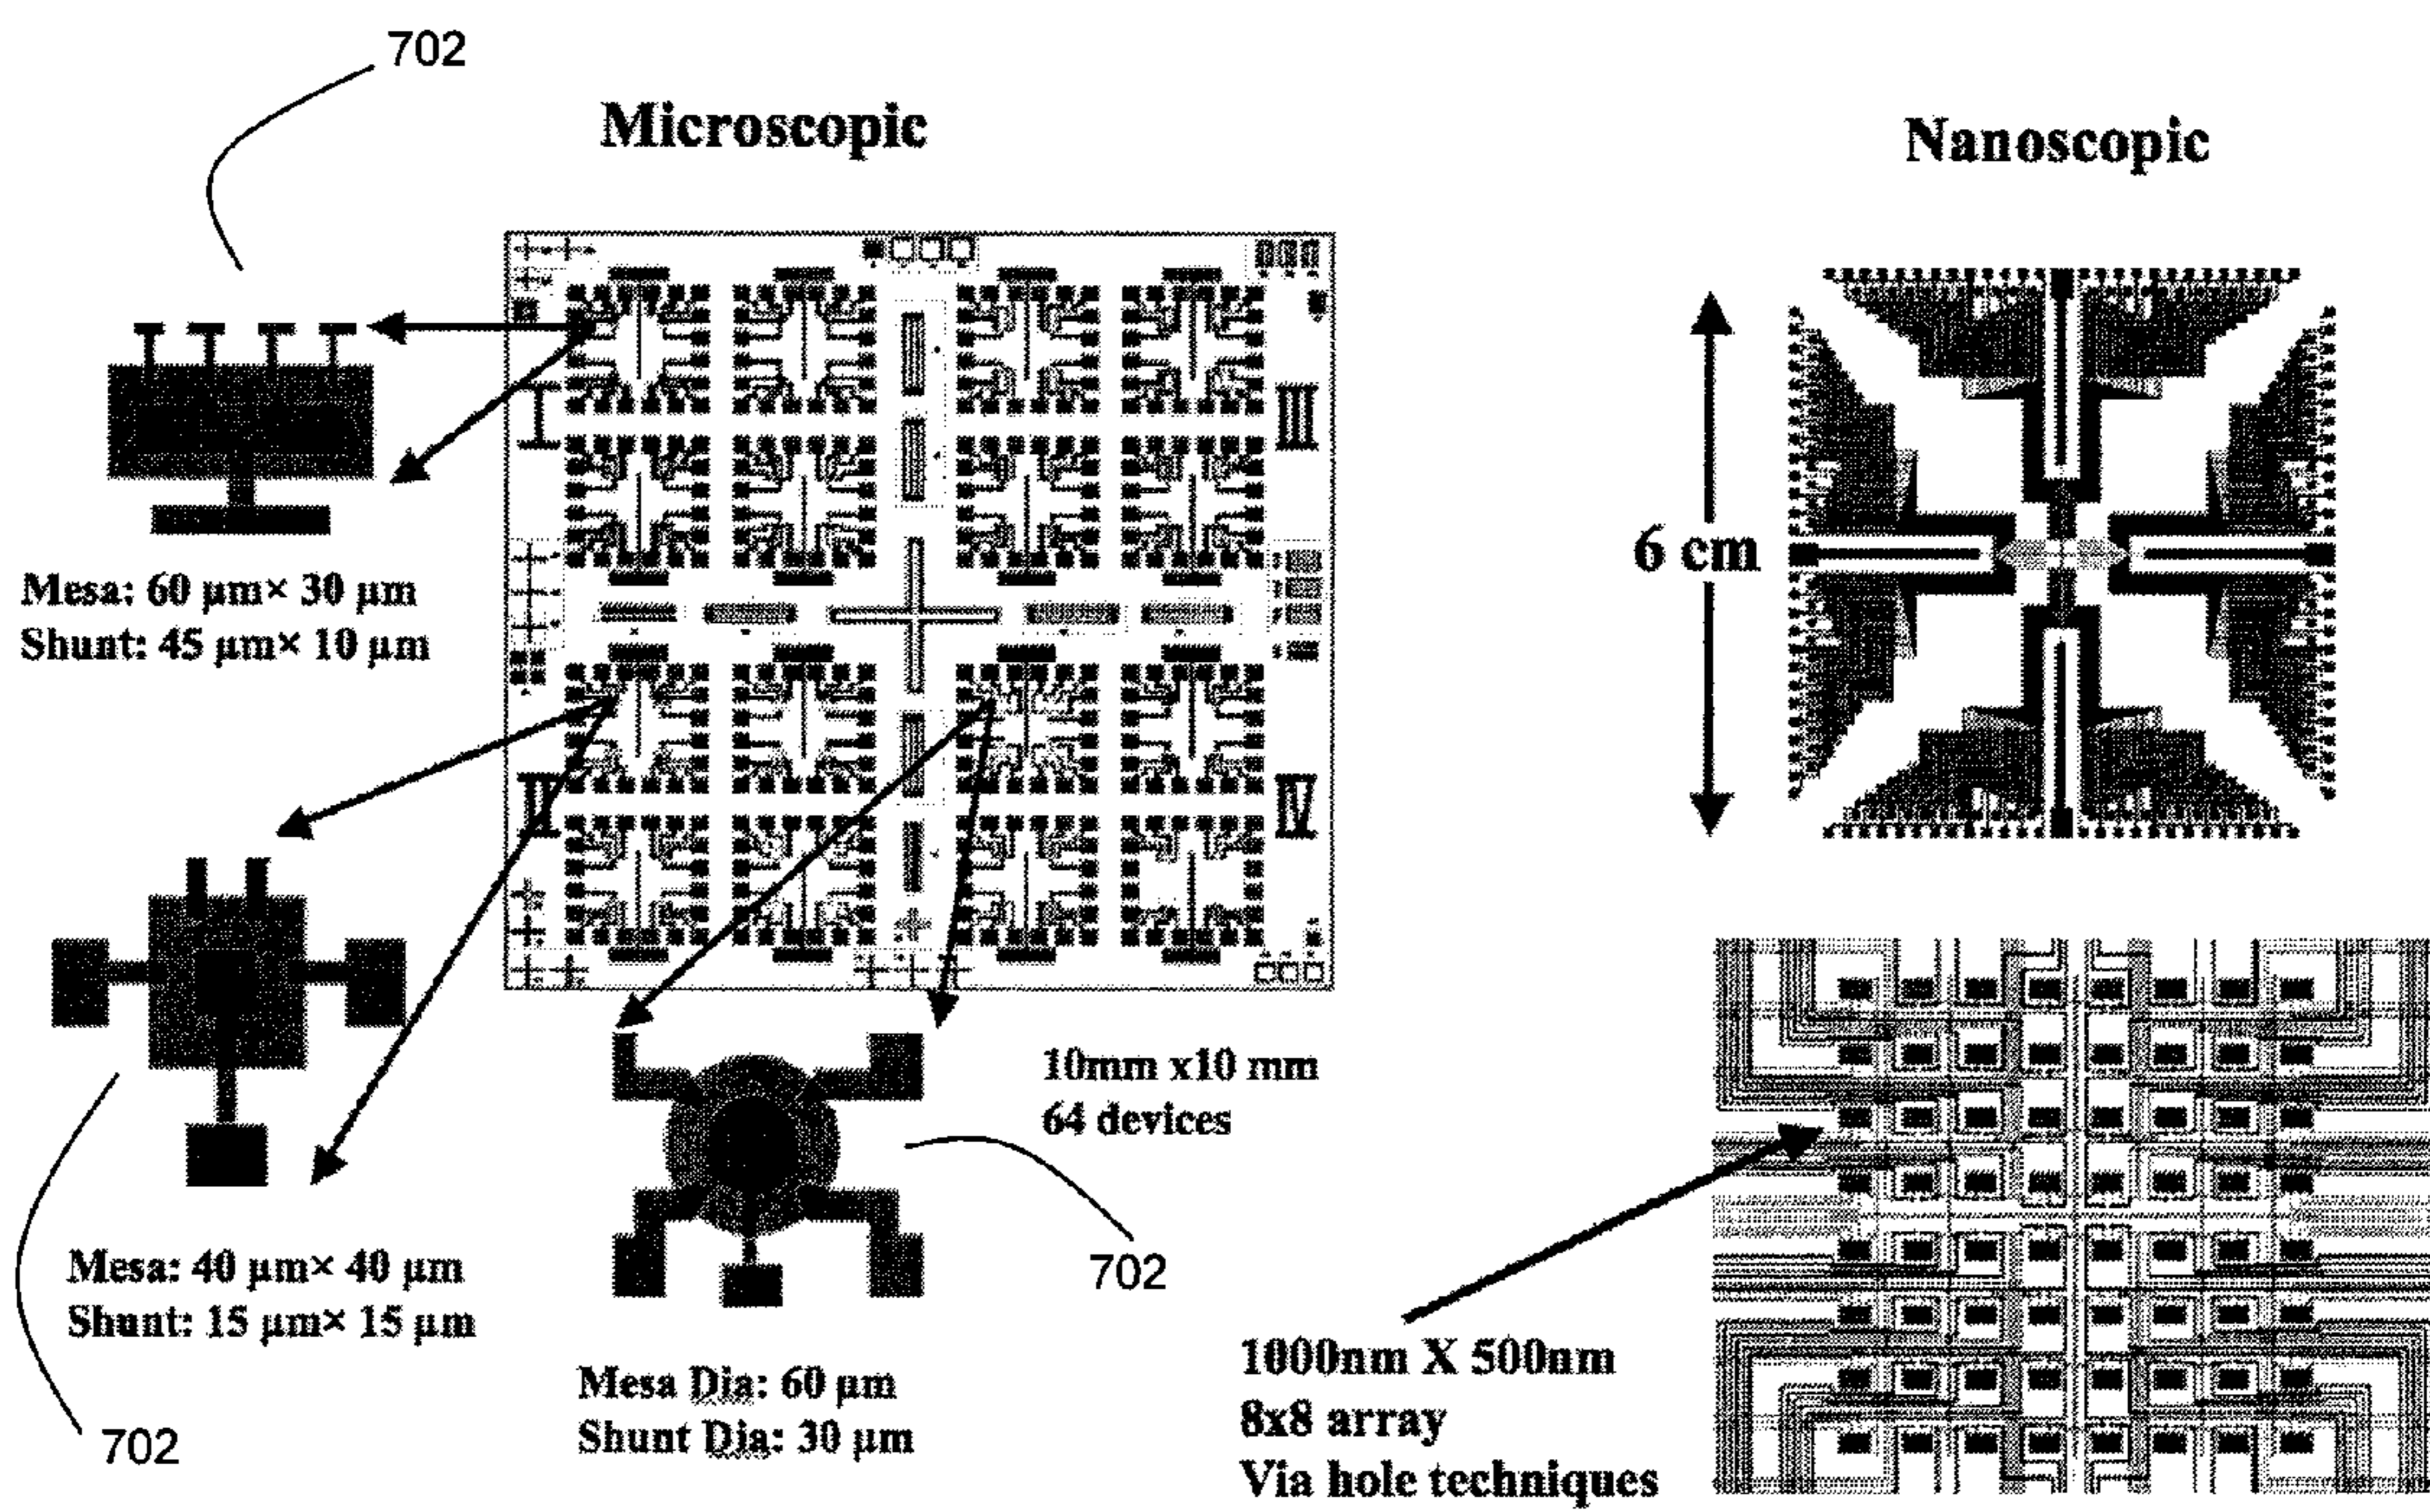 702
Microscopic
Nanoscopic
I
III
6 cm
Mesa: 60 µm× 30 µm
Shunt: 45 µm× 10 µm
II
IV
10mm x10 mm
64 devices
702
Mesa: 40 µm× 40 µm
Shunt: 15 µm× 15 µm
702
Mesa Dia: 60 µm
Shunt Dia: 30 µm
1000nm X 500nm
8x8 array
Via hole techniques